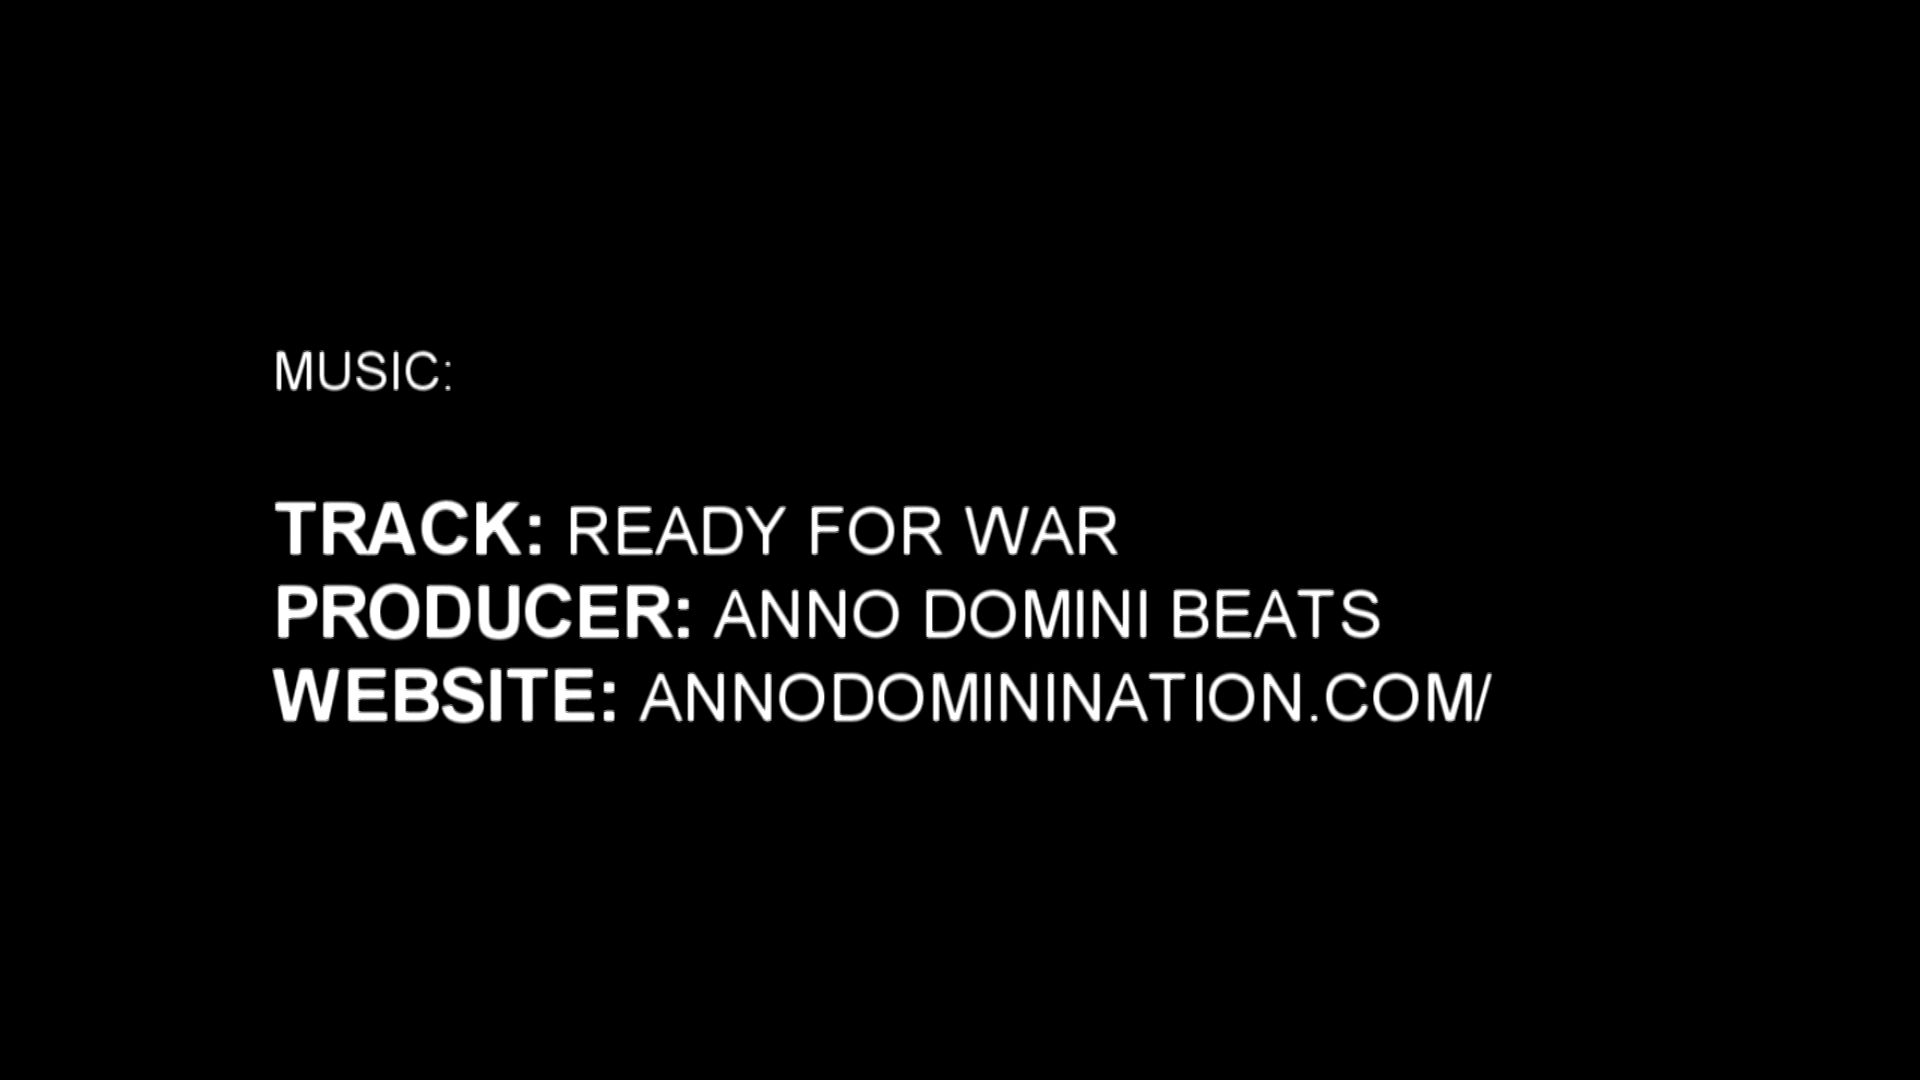 MUSIC:
TRACK: READY FOR WAR
PRODUCER: ANNO DOMINI BEATS
WEBSITE: ANNODOMININATION.COM/